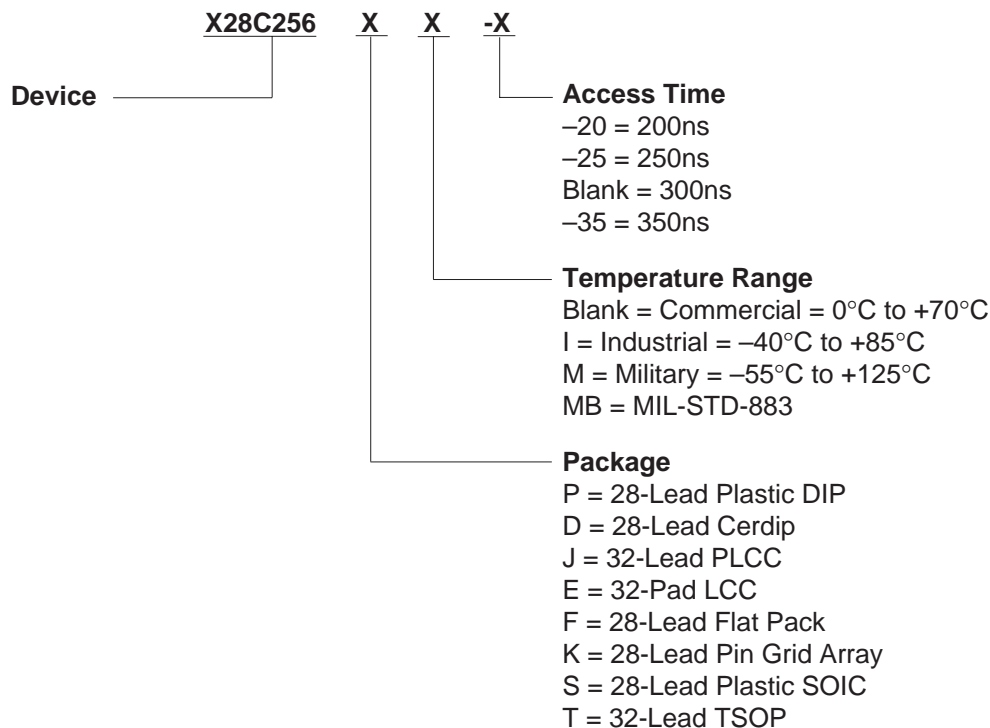 X28C256 X X -X
Device
Access Time
–20 = 200ns
–25 = 250ns
Blank = 300ns
–35 = 350ns
Temperature Range
Blank = Commercial = 0°C to +70°C
I = Industrial = –40°C to +85°C
M = Military = –55°C to +125°C
MB = MIL-STD-883
Package
P = 28-Lead Plastic DIP
D = 28-Lead Cerdip
J = 32-Lead PLCC
E = 32-Pad LCC
F = 28-Lead Flat Pack
K = 28-Lead Pin Grid Array
S = 28-Lead Plastic SOIC
T = 32-Lead TSOP